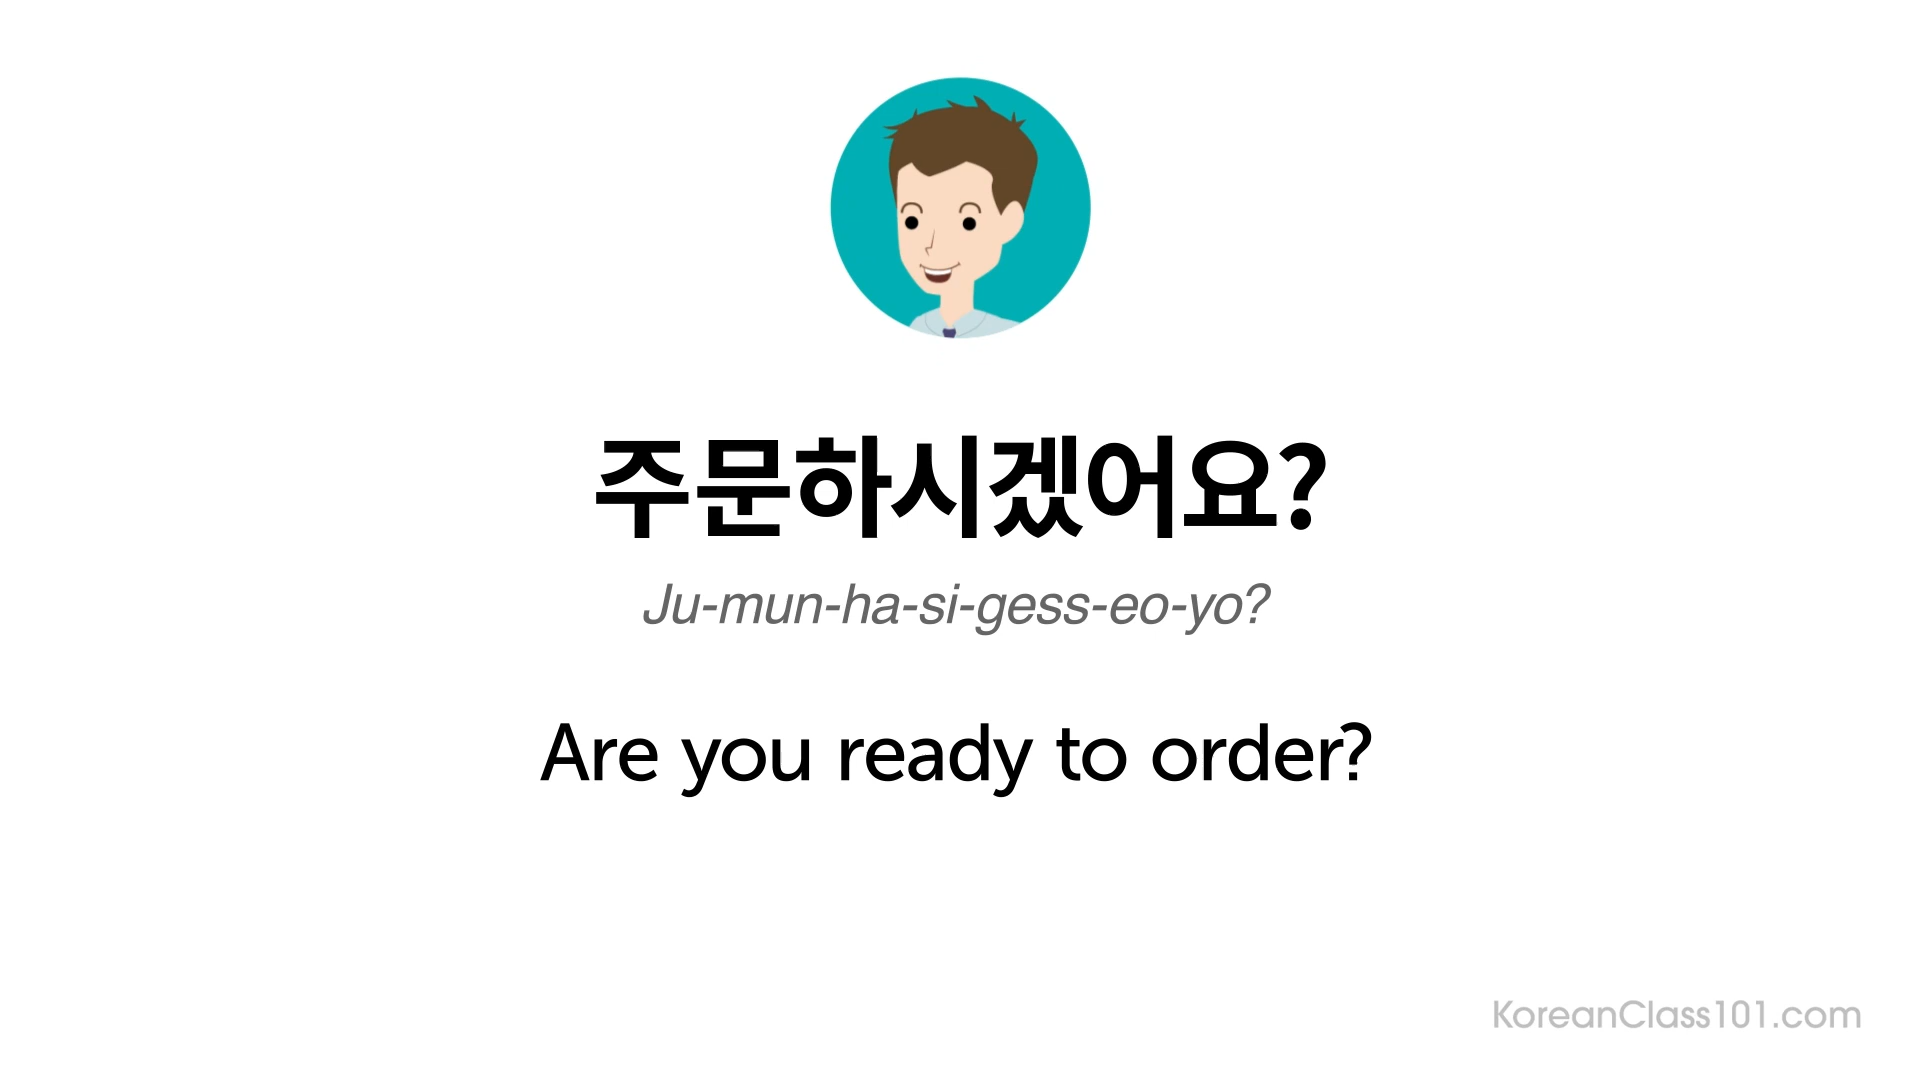 주문하시겠어요?
Ju-mun-ha-si-gess-eo-yo?
Are you ready to order?
KoreanClass101.com